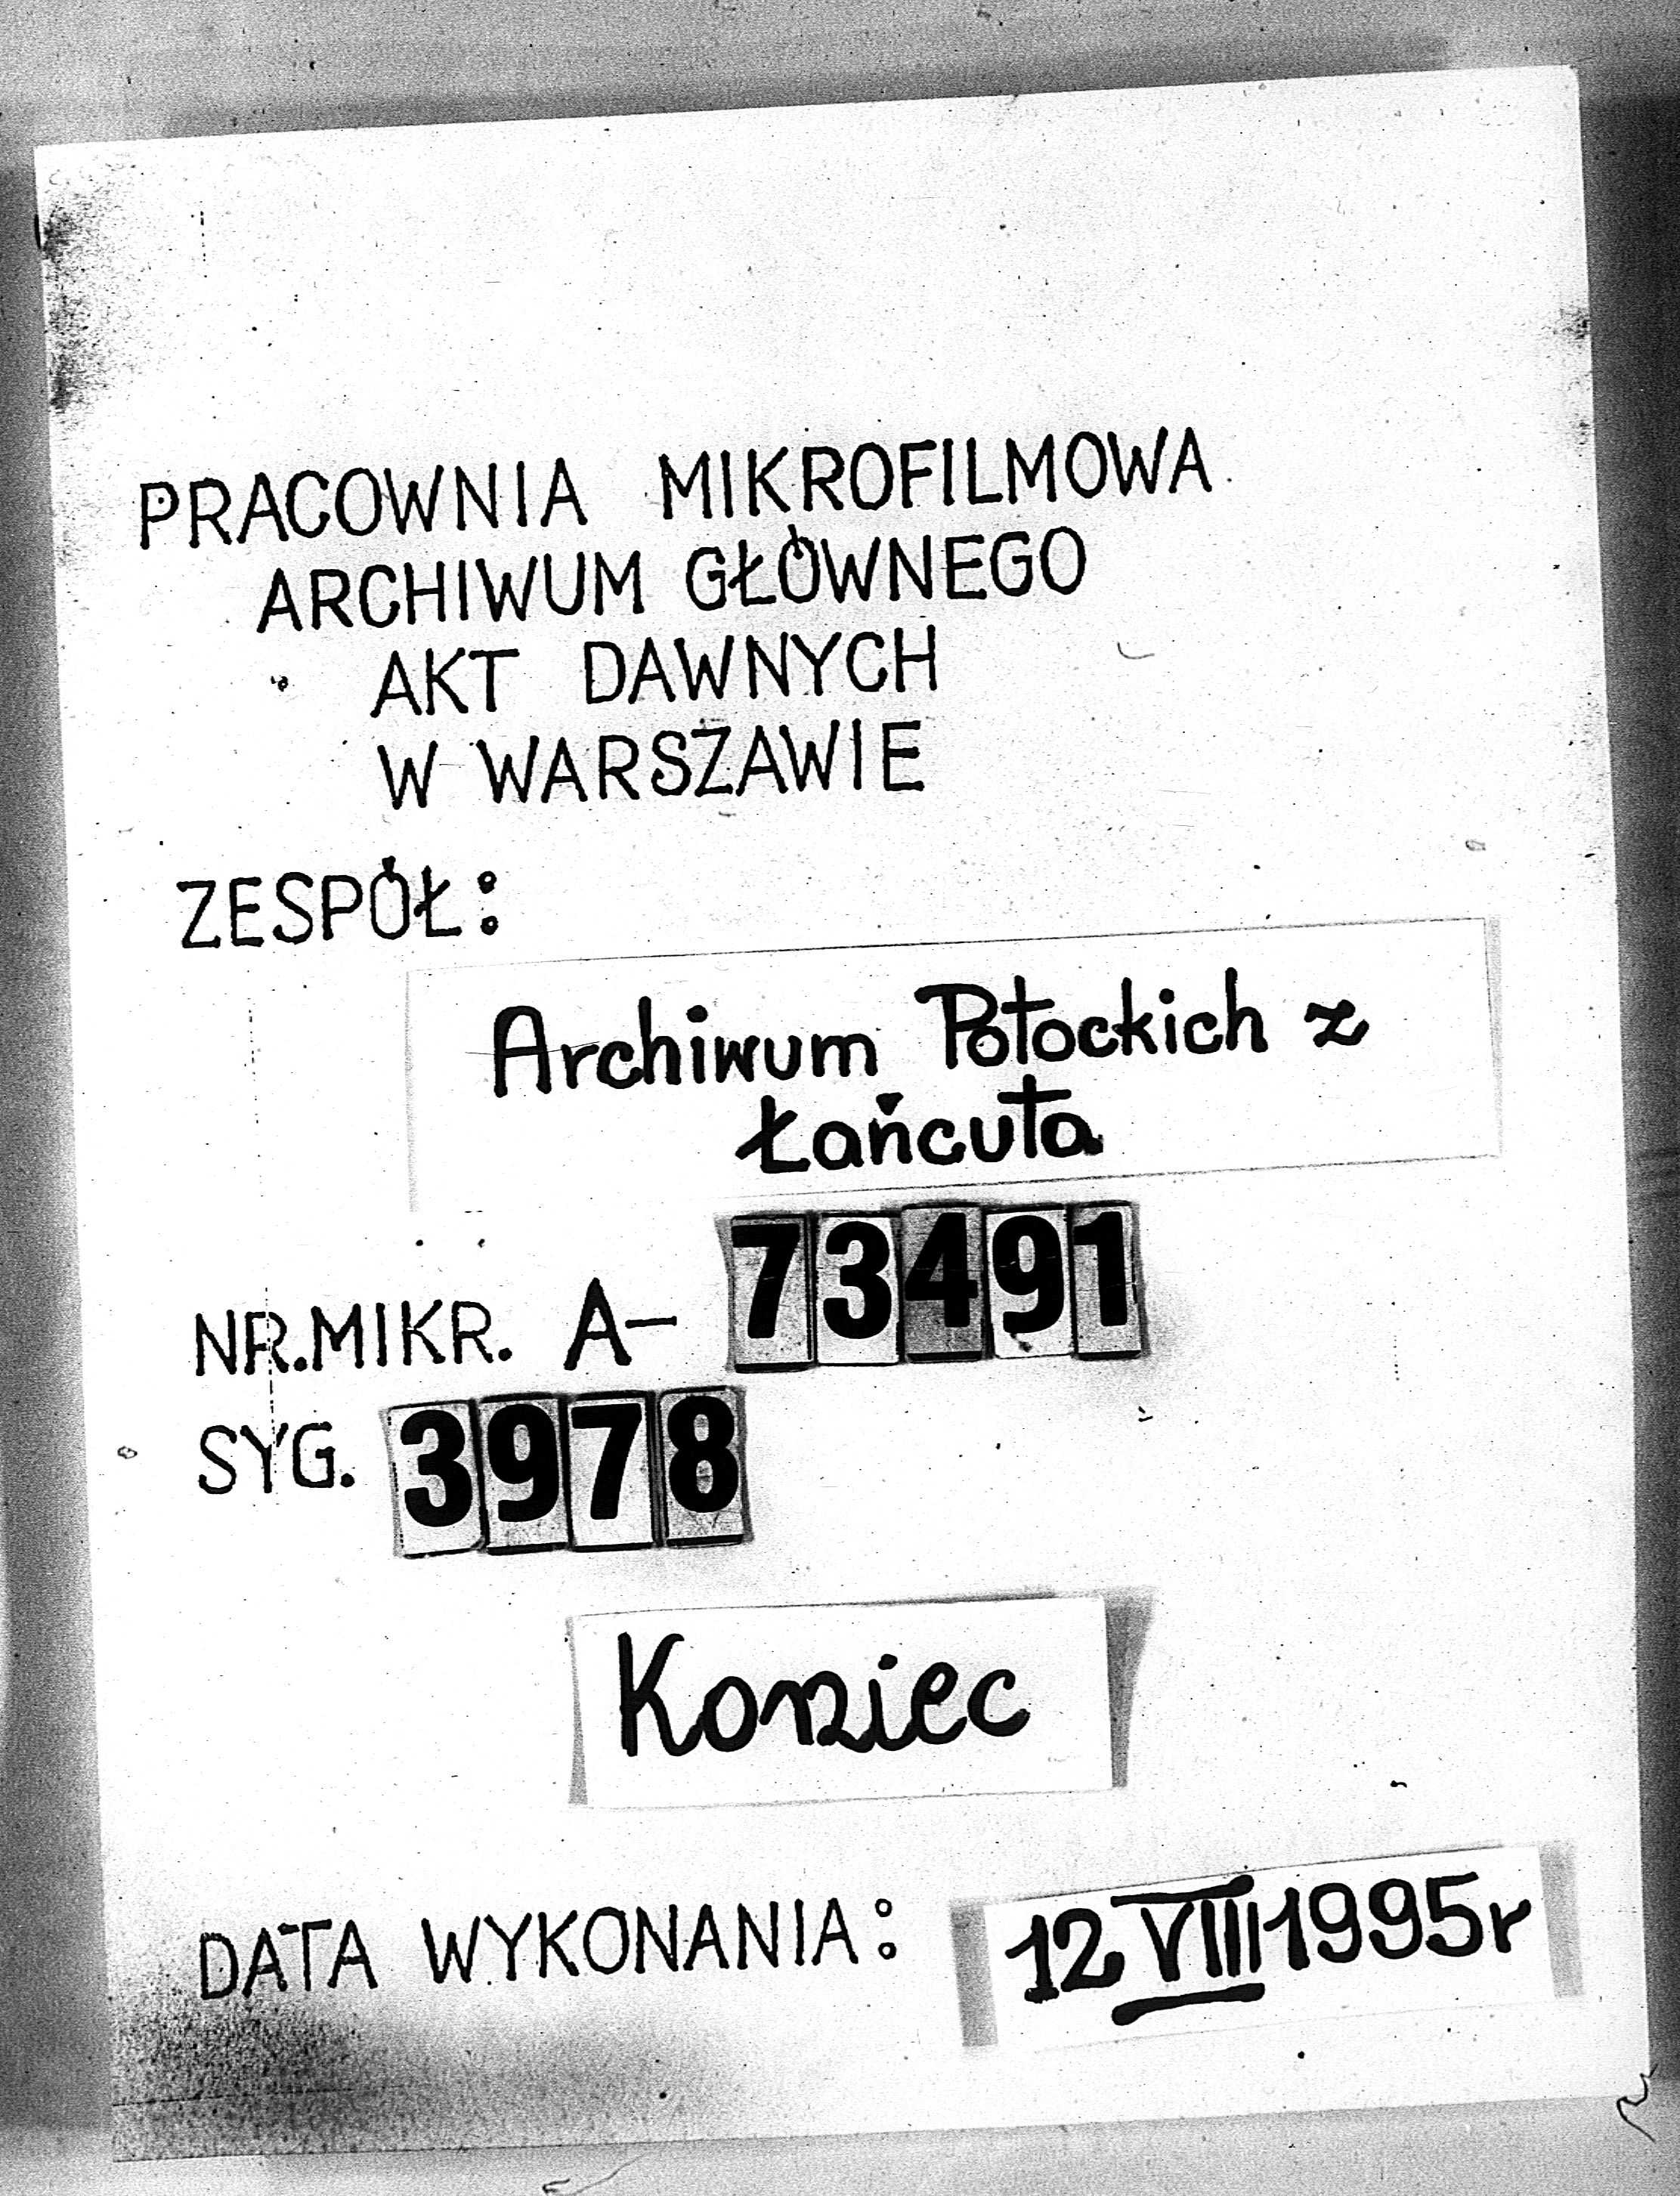 PRACOWNIA MIKROFILMOWA
ARCHIWUM GŁÓWNEGO
AKT DAWNYCH
W WARSZAWIE
ZESPÓŁ:
Archiwum Potockich z
Łańcuta
NR.MIKR. A- 73491
SYG. 3978
Koniec
DATA WYKONANIA: 12 VIII 1995r